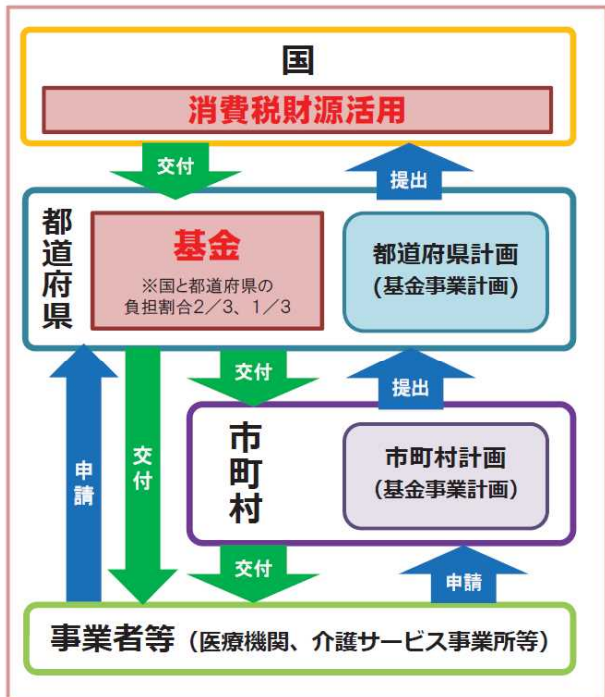 国
消費税財源活用
交付
提出
都道府県
基金
※国と都道府県の
負担割合2／3、1／3
都道府県計画
(基金事業計画)
交付
提出
申請
交付
市町村
市町村計画
(基金事業計画)
交付
申請
事業者等（医療機関、介護サービス事業所等）